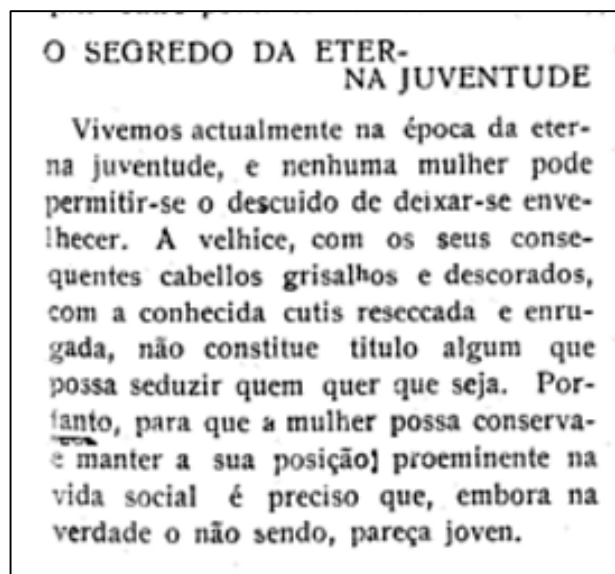 O SEGREDO DA ETER-
NA JUVENTUDE
Vivemos actualmente na época da eter-
na juventude, e nenhuma mulher pode
permitir-se o descuido de deixar-se enve-
lhecer. A velhice, com os seus conse-
quentes cabellos grisalhos e descorados,
com a conhecida cutis reseccada e enru-
gada, não constitue titulo algum que
possa seduzir quem quer que seja. Por-
tanto, para que a mulher possa conserva-
e manter a sua posição] proeminente na
vida social é preciso que, embora na
verdade o não sendo, pareça joven.